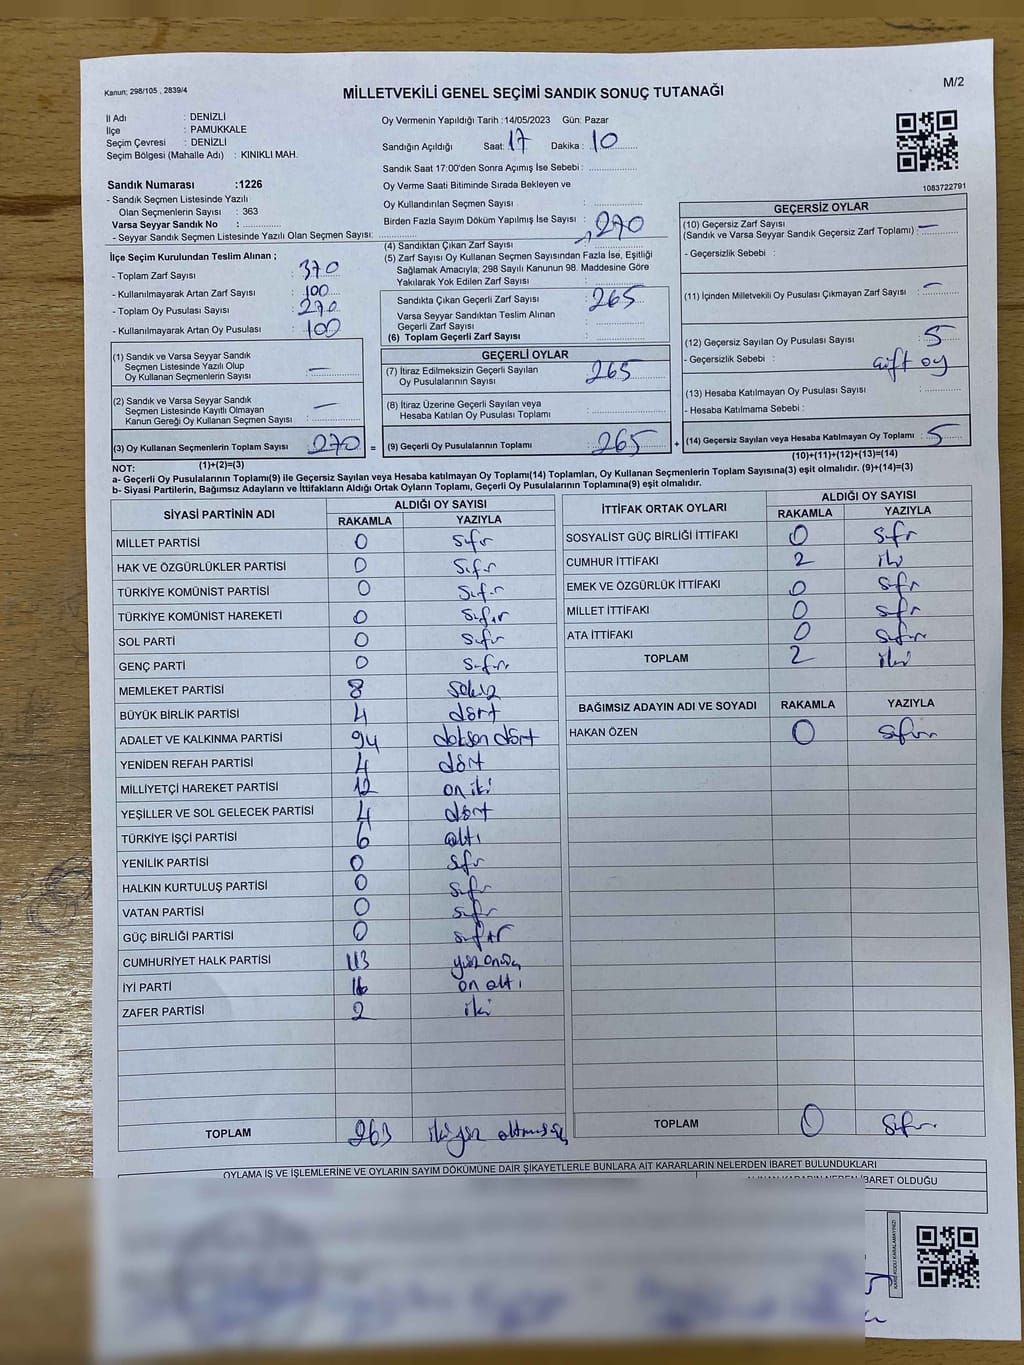 Kanun; 298/105 , 2839/4
MİLLETVEKİLİ GENEL SEÇİMİ SANDIK SONUÇ TUTANAĞI
M/2
İl Adı : DENİZLİ
İlçe : PAMUKKALE
Seçim Çevresi : DENİZLİ
Seçim Bölgesi (Mahalle Adı) : KINIKLI MAH.
Sandık Numarası :1226
- Sandık Seçmen Listesinde Yazılı
Olan Seçmenlerin Sayısı : 363
Varsa Seyyar Sandık No :
- Seyyar Sandık Seçmen Listesinde Yazılı Olan Seçmen Sayısı:
İlçe Seçim Kurulundan Teslim Alınan ;
- Toplam Zarf Sayısı : 370
- Kullanılmayarak Artan Zarf Sayısı : 100
- Toplam Oy Pusulası Sayısı : 270
- Kullanılmayarak Artan Oy Pusulası : 100
(1) Sandık ve Varsa Seyyar Sandık
Seçmen Listesinde Yazılı Olup
Oy Kullanan Seçmenlerin Sayısı : —
(2) Sandık ve Varsa Seyyar Sandık
Seçmen Listesinde Kayıtlı Olmayan
Kanun Gereği Oy Kullanan Seçmen Sayısı : —
(3) Oy Kullanan Seçmenlerin Toplam Sayısı : 270 =
(1)+(2)=(3)
Oy Vermenin Yapıldığı Tarih :14/05/2023 Gün: Pazar
Sandığın Açıldığı Saat: 17 Dakika : 10
Sandık Saat 17:00'den Sonra Açımış İse Sebebi :
Oy Verme Saati Bitiminde Sırada Bekleyen ve
Oy Kullandırılan Seçmen Sayısı :
Birden Fazla Sayım Döküm Yapılmış İse Sayısı :
(4) Sandıktan Çıkan Zarf Sayısı : 270
(5) Zarf Sayısı Oy Kullanan Seçmen Sayısından Fazla İse, Eşitliği
Sağlamak Amacıyla; 298 Sayılı Kanunun 98. Maddesine Göre
Yakılarak Yok Edilen Zarf Sayısı :
Sandıkta Çıkan Geçerli Zarf Sayısı : 265
Varsa Seyyar Sandıktan Teslim Alınan
Geçerli Zarf Sayısı :
(6) Toplam Geçerli Zarf Sayısı :
GEÇERLİ OYLAR
(7) İtiraz Edilmeksizin Geçerli Sayılan
Oy Pusulalarının Sayısı : 265
(8) İtiraz Üzerine Geçerli Sayılan veya
Hesaba Katılan Oy Pusulası Toplamı :
(9) Geçerli Oy Pusulalarının Toplamı : 265 +
1083722791
GEÇERSİZ OYLAR
(10) Geçersiz Zarf Sayısı
(Sandık ve Varsa Seyyar Sandık Geçersiz Zarf Toplamı) : —
- Geçersizlik Sebebi :
(11) İçinden Milletvekili Oy Pusulası Çıkmayan Zarf Sayısı : —
(12) Geçersiz Sayılan Oy Pusulası Sayısı : 5
- Geçersizlik Sebebi : çift oy
(13) Hesaba Katılmayan Oy Pusulası Sayısı :
- Hesaba Katılmama Sebebi :
(14) Geçersiz Sayılan veya Hesaba Katılmayan Oy Toplamı : 5
(10)+(11)+(12)+(13)=(14)
NOT:
a- Geçerli Oy Pusulalarının Toplamı(9) ile Geçersiz Sayılan veya Hesaba katılmayan Oy Toplamı(14) Toplamları, Oy Kullanan Seçmenlerin Toplam Sayısına(3) eşit olmalıdır. (9)+(14)=(3)
b- Siyasi Partilerin, Bağımsız Adayların ve İttifakların Aldığı Ortak Oyların Toplamı, Geçerli Oy Pusulalarının Toplamına(9) eşit olmalıdır.
SİYASİ PARTİNİN ADI ALDIĞI OY SAYISI
RAKAMLA YAZIYLA
MİLLET PARTİSİ 0 sıfır
HAK VE ÖZGÜRLÜKLER PARTİSİ 0 sıfır
TÜRKİYE KOMÜNİST PARTİSİ 0 sıfır
TÜRKİYE KOMÜNİST HAREKETİ 0 sıfır
SOL PARTİ 0 sıfır
GENÇ PARTİ 0 sıfır
MEMLEKET PARTİSİ 8 sekiz
BÜYÜK BİRLİK PARTİSİ 4 dört
ADALET VE KALKINMA PARTİSİ 94 doksan dört
YENİDEN REFAH PARTİSİ 4 dört
MİLLİYETÇİ HAREKET PARTİSİ 12 on iki
YEŞİLLER VE SOL GELECEK PARTİSİ 4 dört
TÜRKİYE İŞÇİ PARTİSİ 6 altı
YENİLİK PARTİSİ 0 sıfır
HALKIN KURTULUŞ PARTİSİ 0 sıfır
VATAN PARTİSİ 0 sıfır
GÜÇ BİRLİĞİ PARTİSİ 0 sıfır
CUMHURİYET HALK PARTİSİ 113 yüz onüç
İYİ PARTİ 16 on altı
ZAFER PARTİSİ 2 iki
TOPLAM 263 ikiyüz altmışüç
İTTİFAK ORTAK OYLARI ALDIĞI OY SAYISI
RAKAMLA YAZIYLA
SOSYALİST GÜÇ BİRLİĞİ İTTİFAKI 0 sıfır
CUMHUR İTTİFAKI 2 iki
EMEK VE ÖZGÜRLÜK İTTİFAKI 0 sıfır
MİLLET İTTİFAKI 0 sıfır
ATA İTTİFAKI 0 sıfır
TOPLAM 2 iki
BAĞIMSIZ ADAYIN ADI VE SOYADI RAKAMLA YAZIYLA
HAKAN ÖZEN 0 sıfır
TOPLAM 0 sıfır
OYLAMA İŞ VE İŞLEMLERİNE VE OYLARIN SAYIM DÖKÜMÜNE DAİR ŞİKAYETLERLE BUNLARA AİT KARARLARIN NELERDEN İBARET BULUNDUKLARI
ALINAN KARARIN NEDEN İBARET OLDUĞU